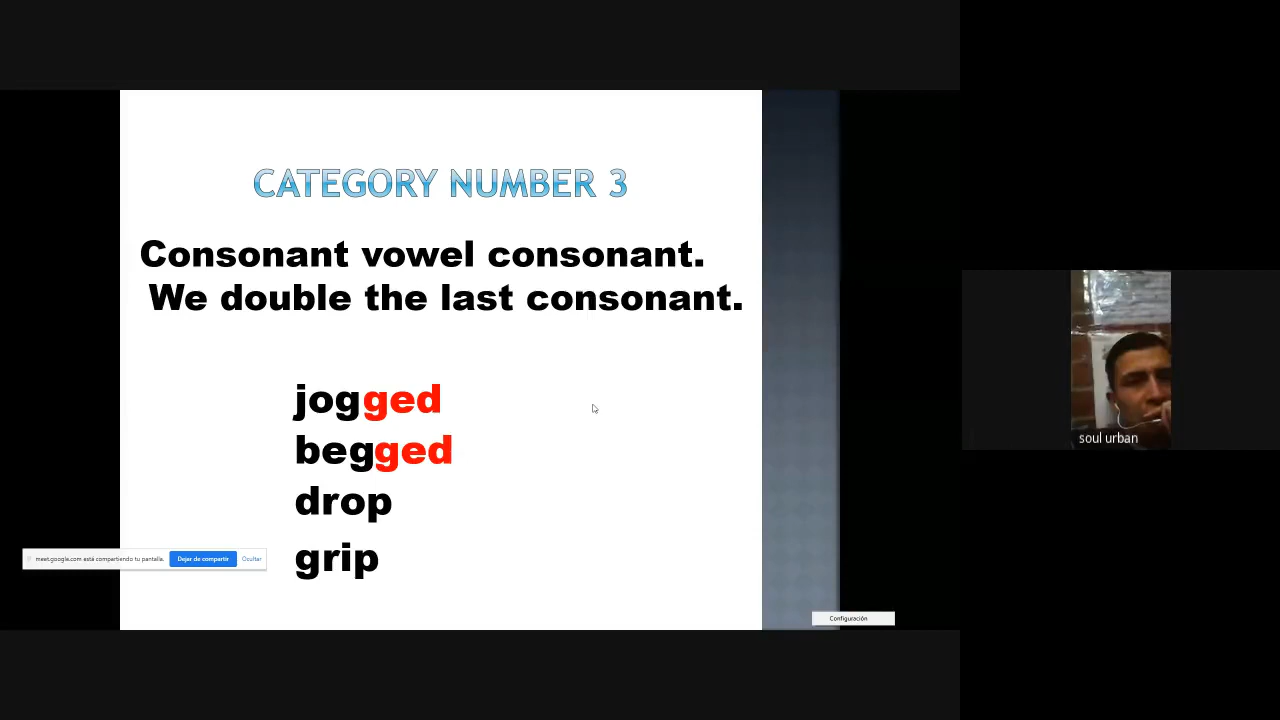 CATEGORY NUMBER 3
Consonant vowel consonant.
We double the last consonant.
jogged
begged
drop
grip
meet.google.com está compartiendo tu pantalla.
Dejar de compartir
Ocultar
Configuración
soul urban